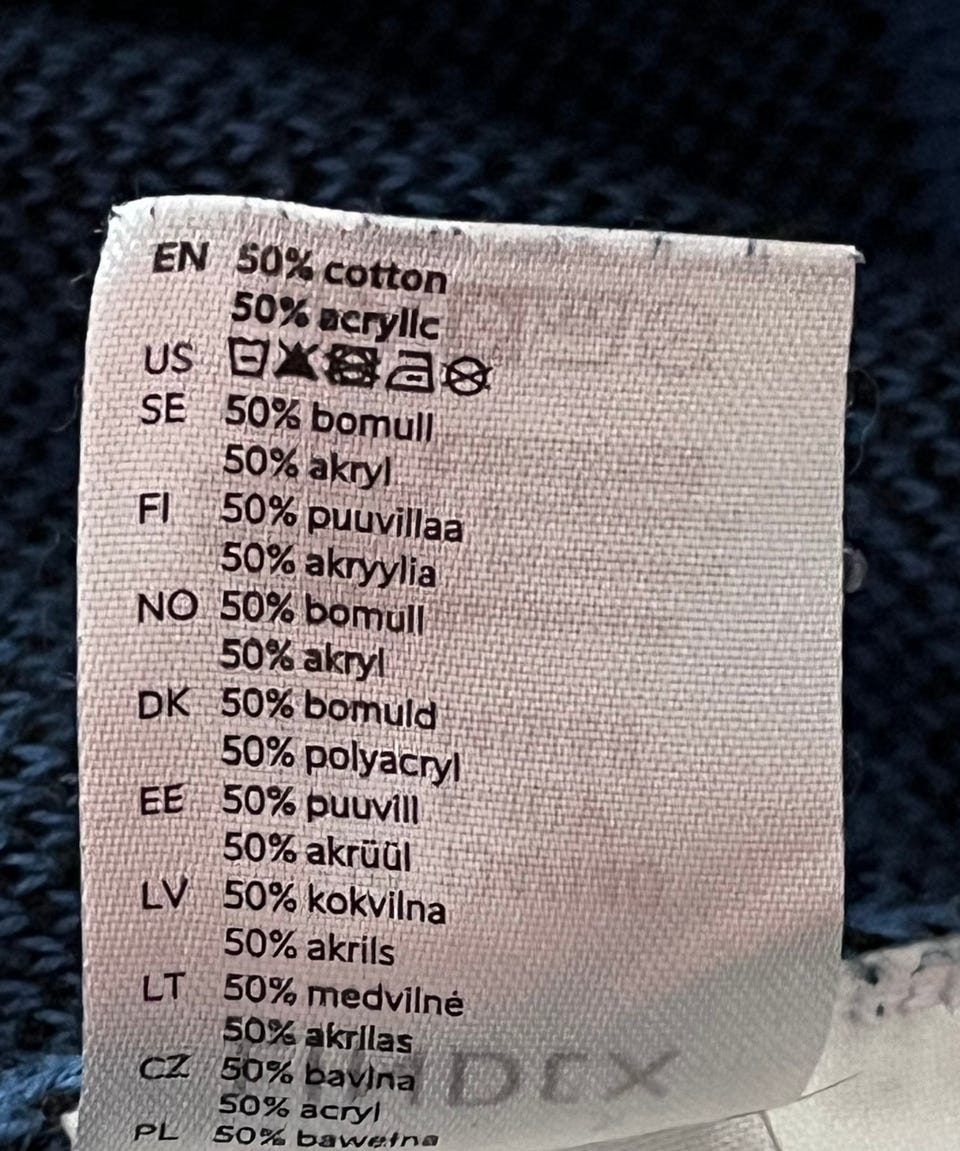 EN 50% cotton
50% acrylic
US
SE 50% bomull
50% akryl
FI 50% puuvillaa
50% akryylia
NO 50% bomull
50% akryl
DK 50% bomuld
50% polyacryl
EE 50% puuvill
50% akrüül
LV 50% kokvilna
50% akrils
LT 50% medvilnė
50% akrilas
CZ 50% bavlna
50% acryl
PL 50% bawełna